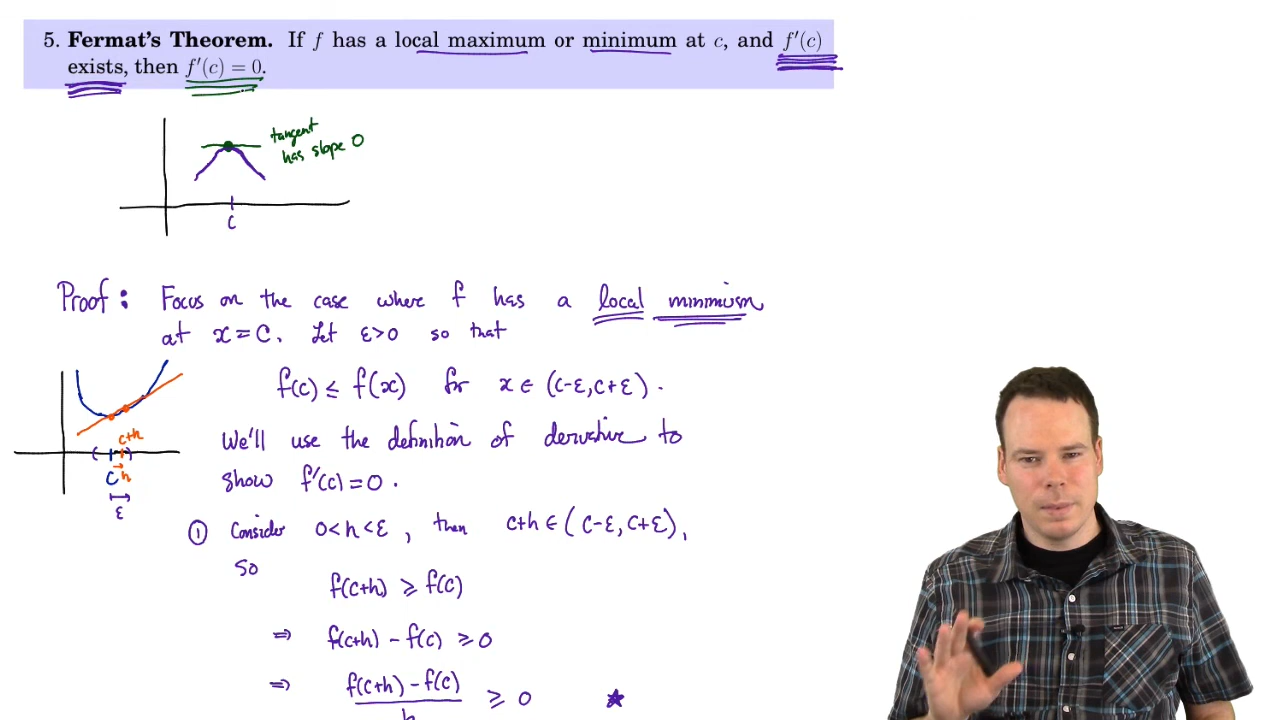 5. Fermat's Theorem. If f has a local maximum or minimum at c, and f′(c)
exists, then f′(c) = 0.
tangent
has slope 0
c
Proof: Focus on the case where f has a local minimum
at x = c. Let ε>0 so that
f(c) ≤ f(x) for x ∈ (c-ε, c+ε).
We'll use the definition of derivative to
show f′(c) = 0.
c+h
c h
ε
① Consider 0<h<ε, then c+h ∈ (c-ε, c+ε),
so
f(c+h) ≥ f(c)
⇒ f(c+h) - f(c) ≥ 0
⇒ f(c+h) - f(c)
h ≥ 0 ★